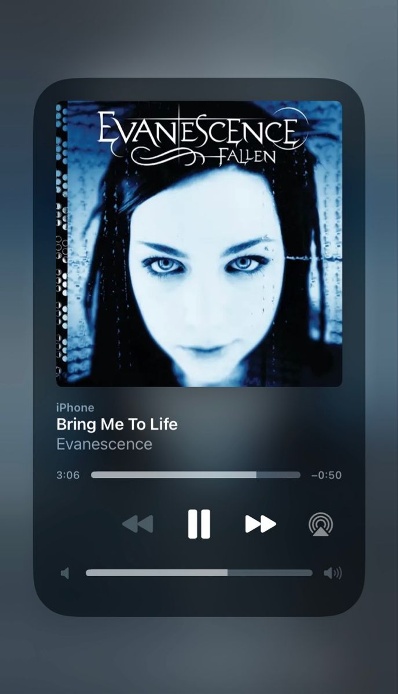 EVANESCENCE
FALLEN
iPhone
Bring Me To Life
Evanescence
3:06 −0:50